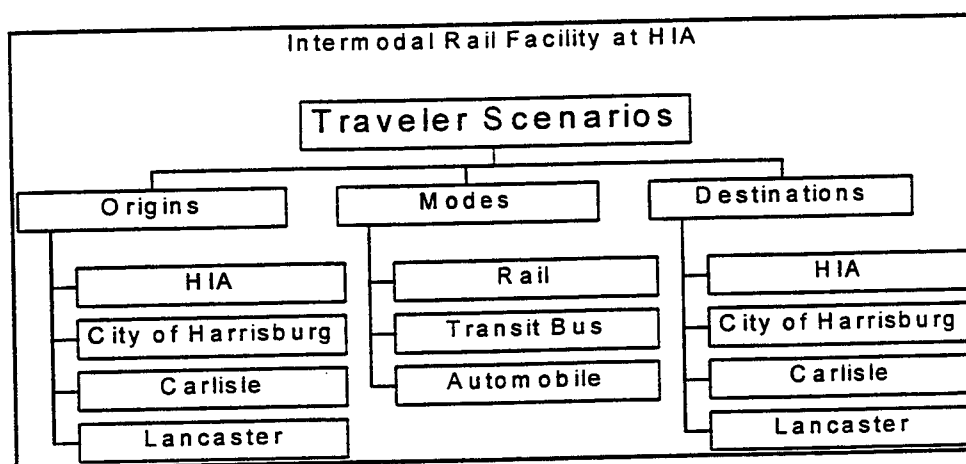 Intermodal Rail Facility at HIA
Traveler Scenarios
Origins
HIA
City of Harrisburg
Carlisle
Lancaster
Modes
Rail
Transit Bus
Automobile
Destinations
HIA
City of Harrisburg
Carlisle
Lancaster